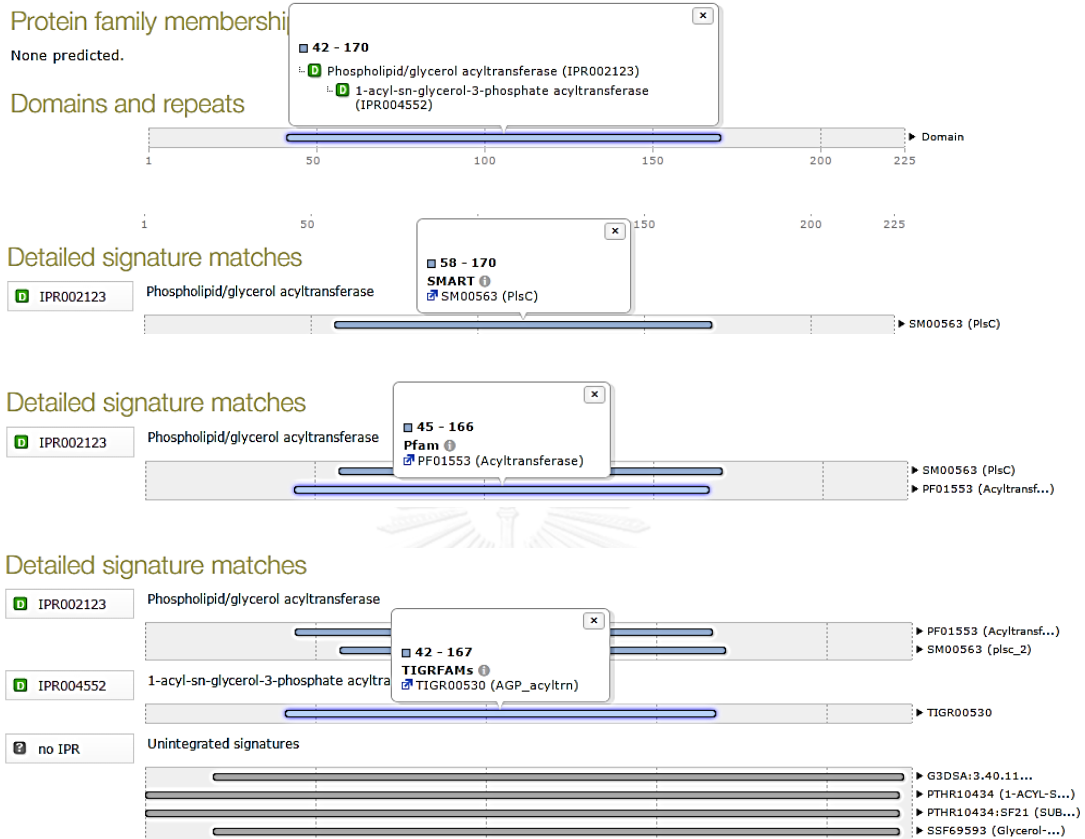 Protein family membership
None predicted.
×
42 - 170
D Phospholipid/glycerol acyltransferase (IPR002123)
D 1-acyl-sn-glycerol-3-phosphate acyltransferase
(IPR004552)
Domains and repeats
Domain
1 50 100 150 200 225
1 50 150 200 225
×
58 - 170
SMART i
SM00563 (PlsC)
Detailed signature matches
D IPR002123 Phospholipid/glycerol acyltransferase
SM00563 (PlsC)
Detailed signature matches
×
45 - 166
Pfam i
PF01553 (Acyltransferase)
D IPR002123 Phospholipid/glycerol acyltransferase
SM00563 (PlsC)
PF01553 (Acyltransf...)
Detailed signature matches
D IPR002123 Phospholipid/glycerol acyltransferase
×
42 - 167
TIGRFAMs i
TIGR00530 (AGP_acyltrn)
PF01553 (Acyltransf...)
SM00563 (plsc_2)
D IPR004552 1-acyl-sn-glycerol-3-phosphate acyltra
TIGR00530
? no IPR Unintegrated signatures
G3DSA:3.40.11...
PTHR10434 (1-ACYL-S...)
PTHR10434:SF21 (SUB...)
SSF69593 (Glycerol-...)